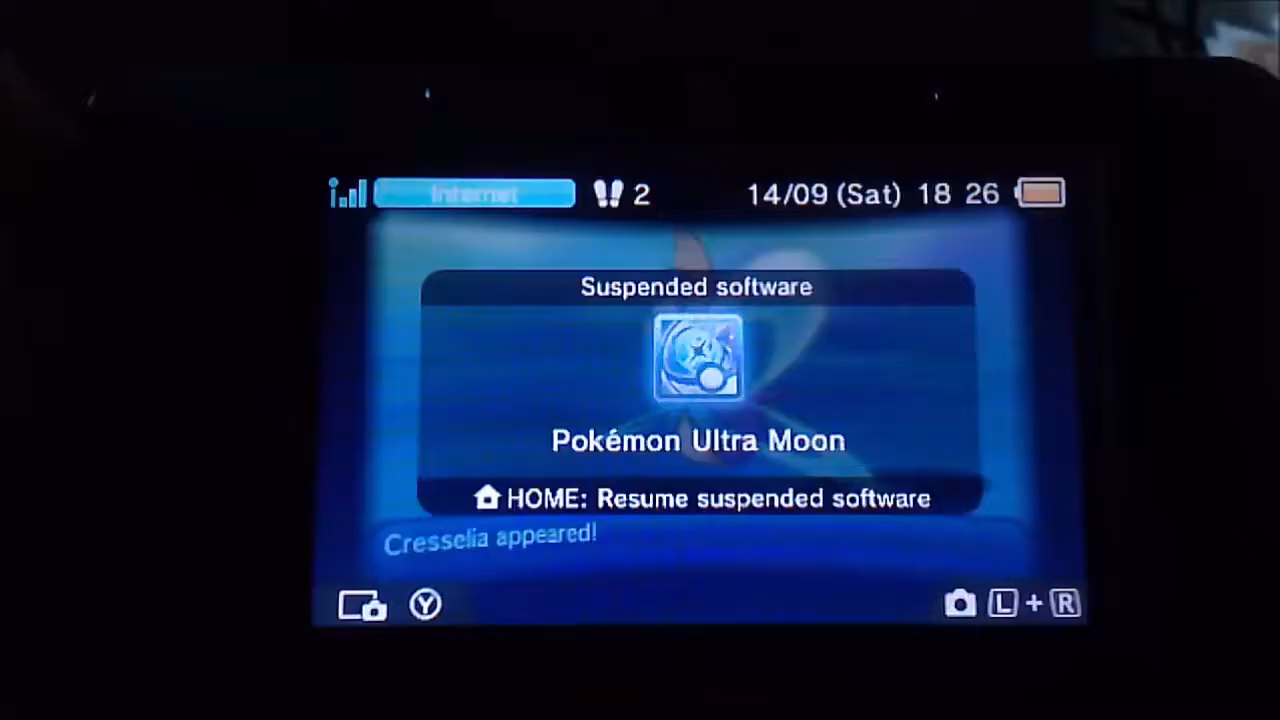 Internet 2 14/09 (Sat) 18 26
Suspended software
Pokémon Ultra Moon
HOME: Resume suspended software
Cresselia appeared!
Y L + R